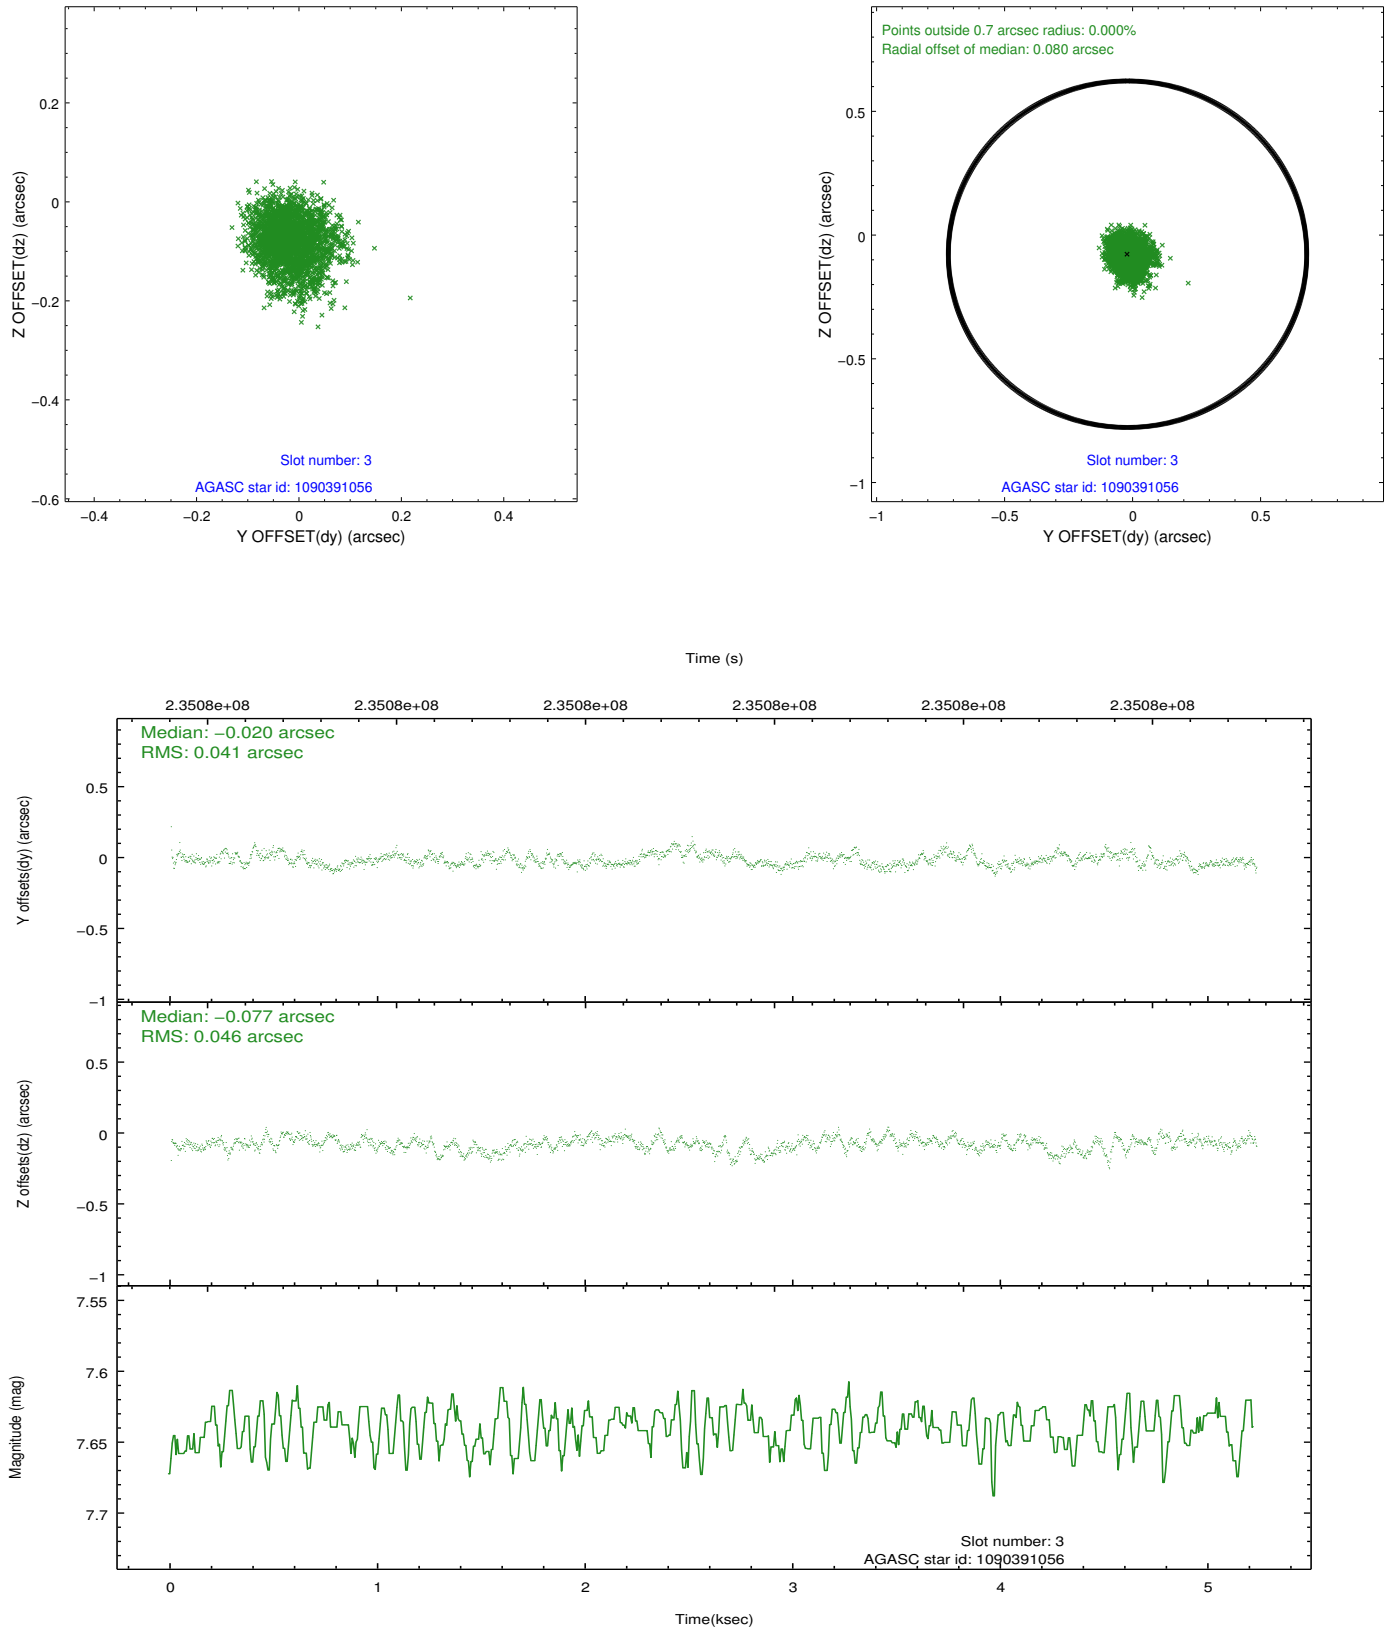 0.2
0
−0.2
−0.4
−0.6
Z OFFSET(dz) (arcsec)
Slot number: 3
AGASC star id: 1090391056
−0.4
−0.2
0
0.2
0.4
Y OFFSET(dy) (arcsec)
Points outside 0.7 arcsec radius: 0.000%
Radial offset of median: 0.080 arcsec
0.5
0
−0.5
−1
Z OFFSET(dz) (arcsec)
Slot number: 3
AGASC star id: 1090391056
−1
−0.5
0
0.5
Y OFFSET(dy) (arcsec)
Time (s)
2.3508e+08
2.3508e+08
2.3508e+08
2.3508e+08
2.3508e+08
2.3508e+08
Median: −0.020 arcsec
RMS: 0.041 arcsec
0.5
0
−0.5
−1
Y offsets(dy) (arcsec)
Median: −0.077 arcsec
RMS: 0.046 arcsec
0.5
0
−0.5
−1
Z offsets(dz) (arcsec)
7.55
7.6
7.65
7.7
Magnitude (mag)
Slot number: 3
AGASC star id: 1090391056
0
1
2
3
4
5
Time(ksec)